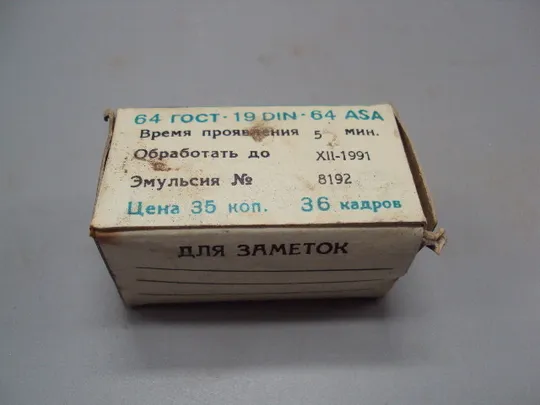 64 ГОСТ · 19 DIN · 64 ASA
Время проявления 5 мин.
Обработать до XII-1991
Эмульсия № 8192
Цена 35 коп. 36 кадров
ДЛЯ ЗАМЕТОК